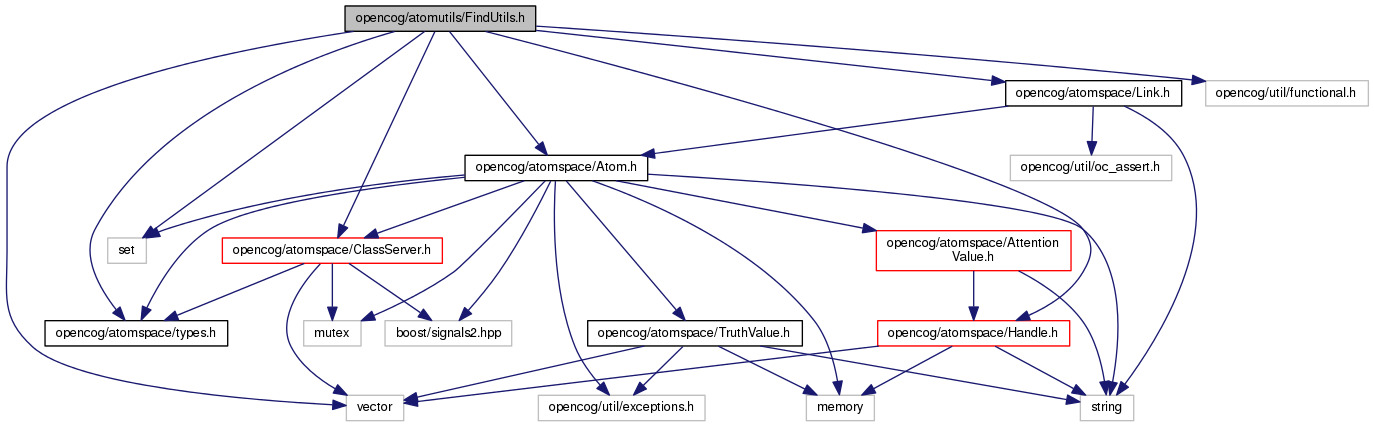 opencog/atomutils/FindUtils.h
opencog/atomspace/Link.h
opencog/util/functional.h
opencog/atomspace/Atom.h
opencog/util/oc_assert.h
set
opencog/atomspace/ClassServer.h
opencog/atomspace/Attention
Value.h
opencog/atomspace/types.h
mutex
boost/signals2.hpp
opencog/atomspace/TruthValue.h
opencog/atomspace/Handle.h
vector
opencog/util/exceptions.h
memory
string